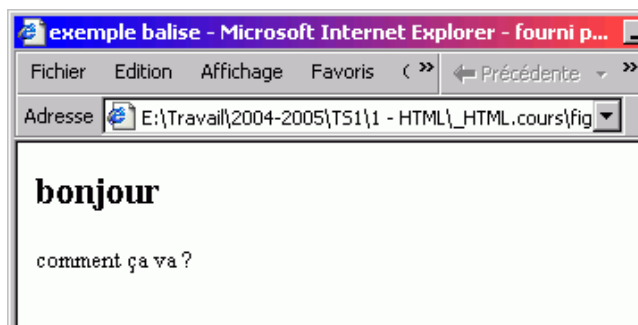 exemple balise - Microsoft Internet Explorer - fourni p...
Fichier Edition Affichage Favoris ( » Précédente »
Adresse E:\Travail\2004-2005\TS1\1 - HTML\_HTML.cours\fig
bonjour
comment ça va ?